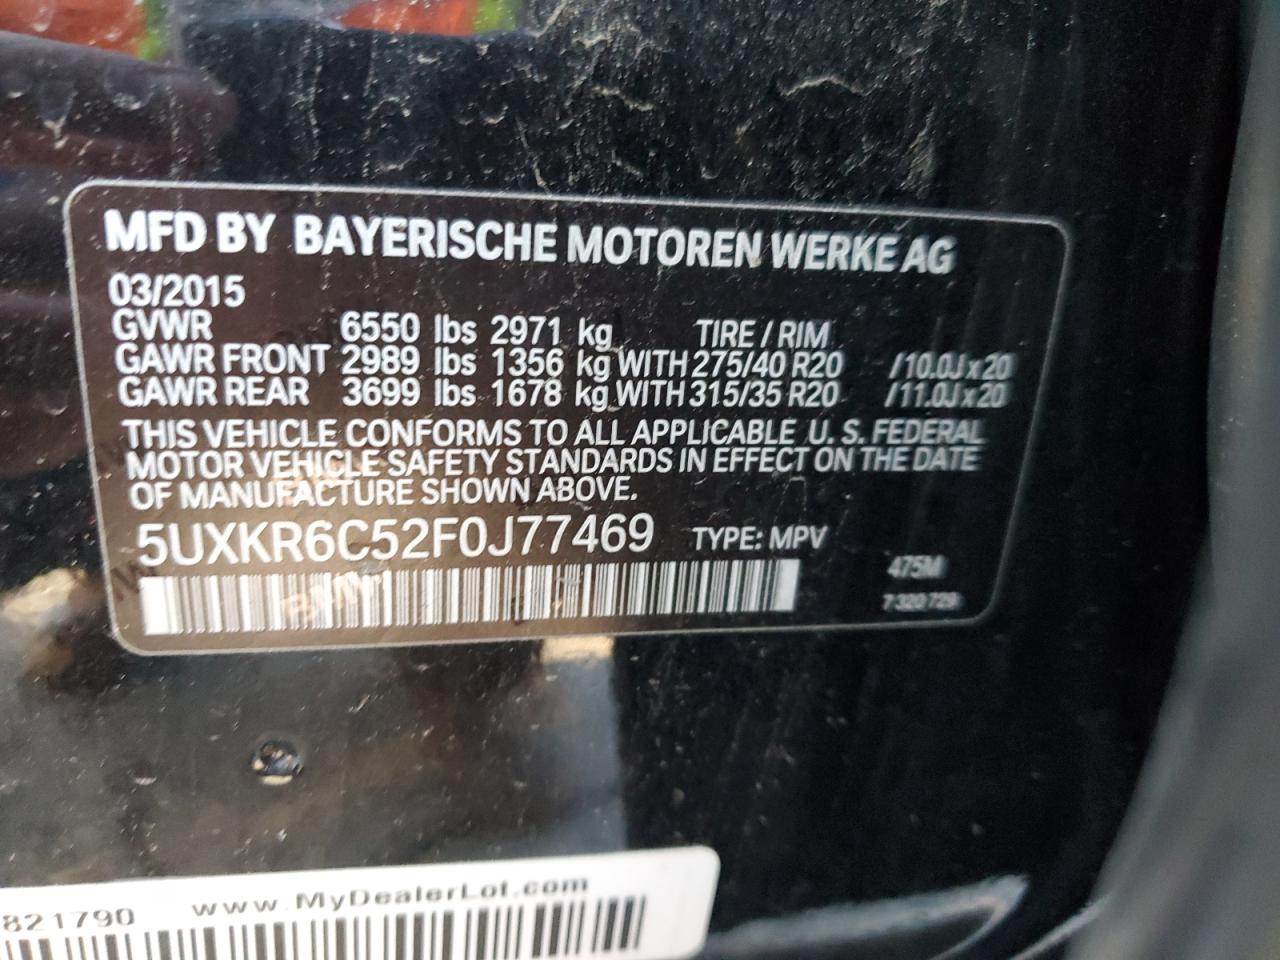 MFD BY BAYERISCHE MOTOREN WERKE AG
03/2015
GVWR 6550 lbs 2971 kg TIRE / RIM
GAWR FRONT 2989 lbs 1356 kg WITH 275/40 R20 /10.0J x 20
GAWR REAR 3699 lbs 1678 kg WITH 315/35 R20 /11.0J x 20
THIS VEHICLE CONFORMS TO ALL APPLICABLE U. S. FEDERAL
MOTOR VEHICLE SAFETY STANDARDS IN EFFECT ON THE DATE
OF MANUFACTURE SHOWN ABOVE.
5UXKR6C52F0J77469 TYPE: MPV
475M
7 320 729
821790 www.MyDealerLot.com